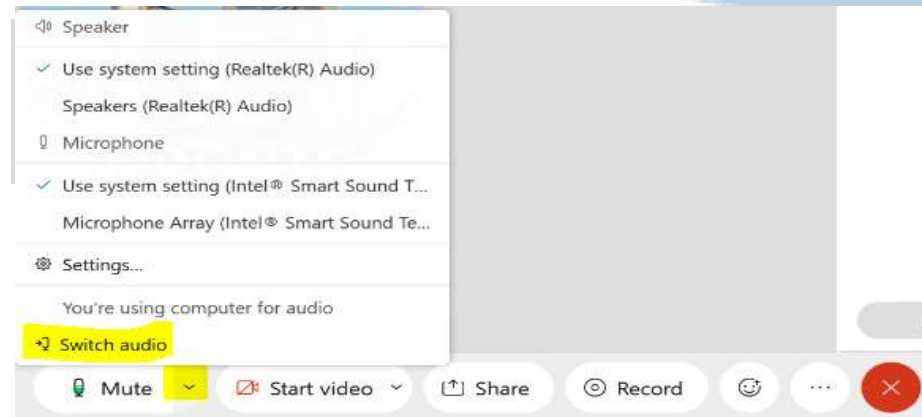 Speaker
Use system setting (Realtek(R) Audio)
Speakers (Realtek(R) Audio)
Microphone
Use system setting (Intel® Smart Sound T...
Microphone Array (Intel® Smart Sound Te...
Settings...
You're using computer for audio
Switch audio
Mute Start video Share Record